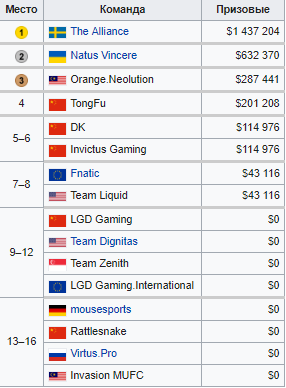 Место Команда Призовые
1 The Alliance $1 437 204
2 Natus Vincere $632 370
3 Orange.Neolution $287 441
4 TongFu $201 208
5–6 DK $114 976
Invictus Gaming $114 976
7–8 Fnatic $43 116
Team Liquid $43 116
9–12 LGD Gaming $0
Team Dignitas $0
Team Zenith $0
LGD Gaming.International $0
13–16 mousesports $0
Rattlesnake $0
Virtus.Pro $0
Invasion MUFC $0